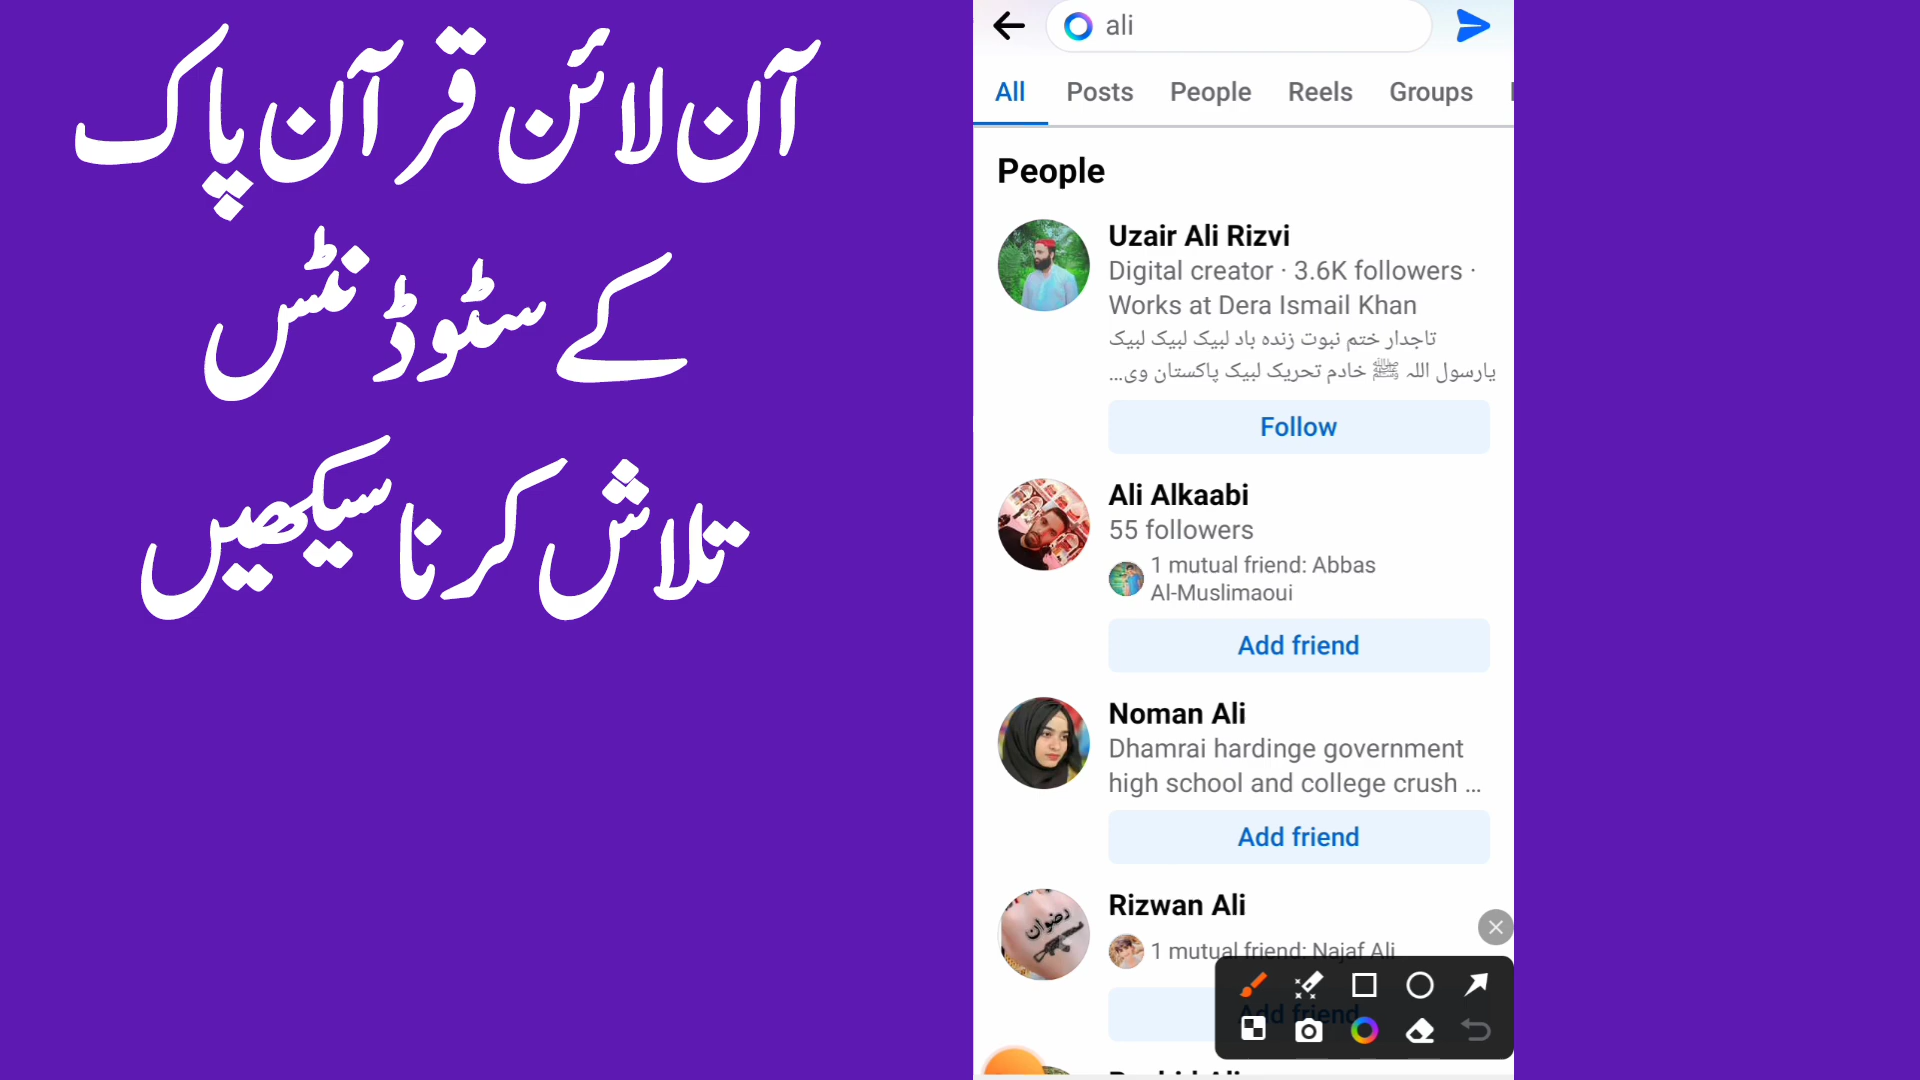 آن لائن قرآن پاک
کے سٹوڈنٹس
تلاش کرنا سیکھیں
ali
All Posts People Reels Groups
People
Uzair Ali Rizvi
Digital creator · 3.6K followers ·
Works at Dera Ismail Khan
تاجدار ختم نبوت زندہ باد لبیک لبیک لبیک
یارسول اللہ ﷺ خادم تحریک لبیک پاکستان وی...
Follow
Ali Alkaabi
55 followers
1 mutual friend: Abbas
Al-Muslimaoui
Add friend
Noman Ali
Dhamrai hardinge government
high school and college crush ...
Add friend
رضوان
Rizwan Ali
1 mutual friend: Najaf Ali
Add friend